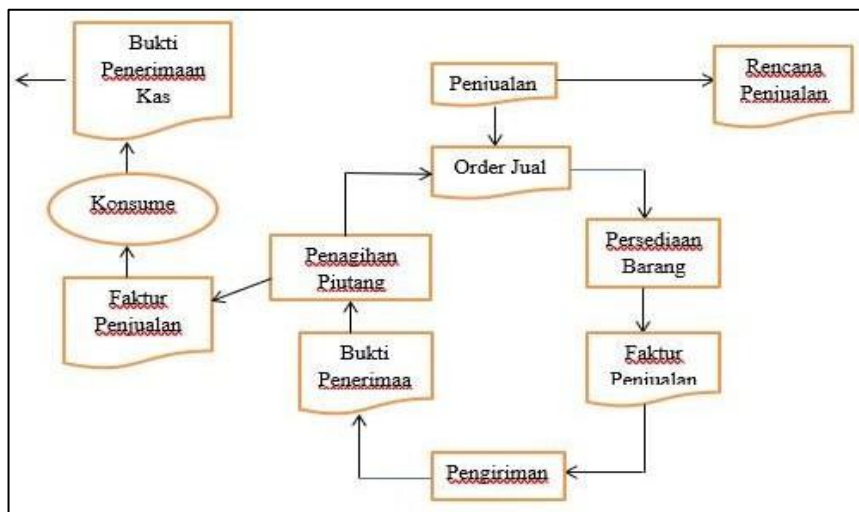 Bukti
Penerimaan
Kas
Penjualan
Rencana
Penjualan
Order Jual
Konsume
Persediaan
Barang
Penagihan
Piutang
Faktur
Penjualan
Bukti
Penerimaa
Faktur
Penjualan
Pengiriman